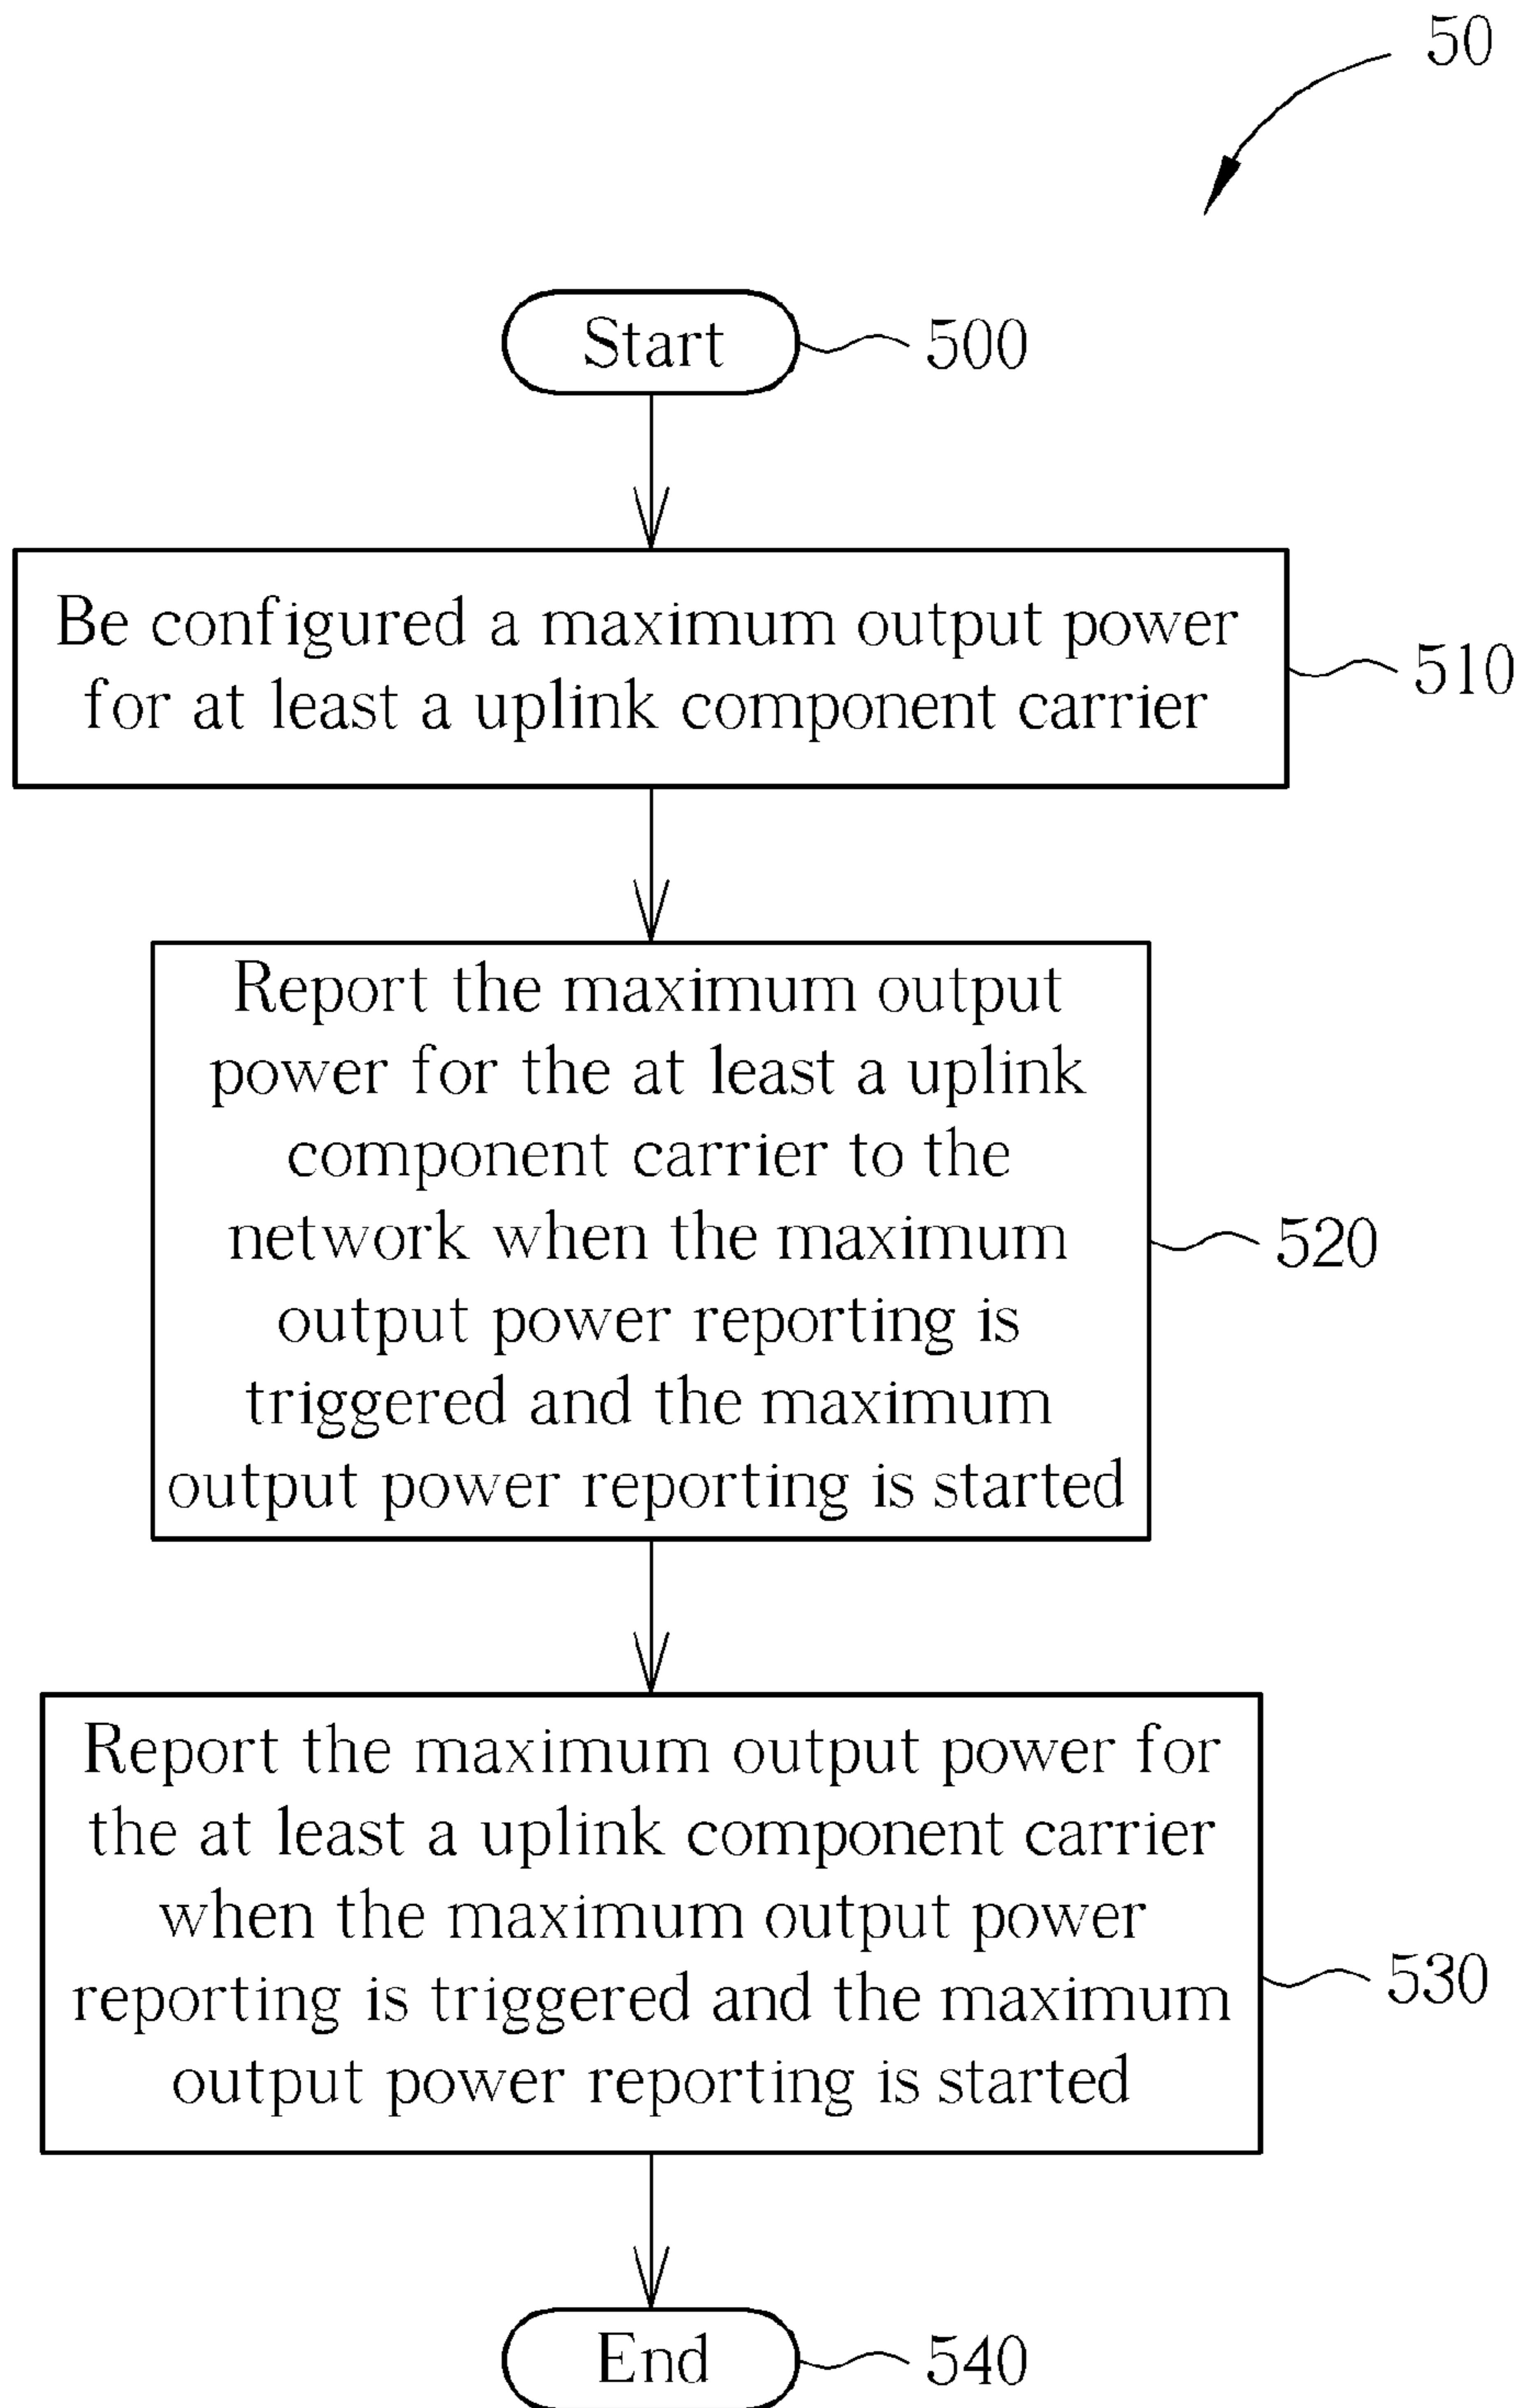 50
Start
500
Be configured a maximum output power
for at least a uplink component carrier
510
Report the maximum output
power for the at least a uplink
component carrier to the
network when the maximum
output power reporting is
triggered and the maximum
output power reporting is started
520
Report the maximum output power for
the at least a uplink component carrier
when the maximum output power
reporting is triggered and the maximum
output power reporting is started
530
End
540